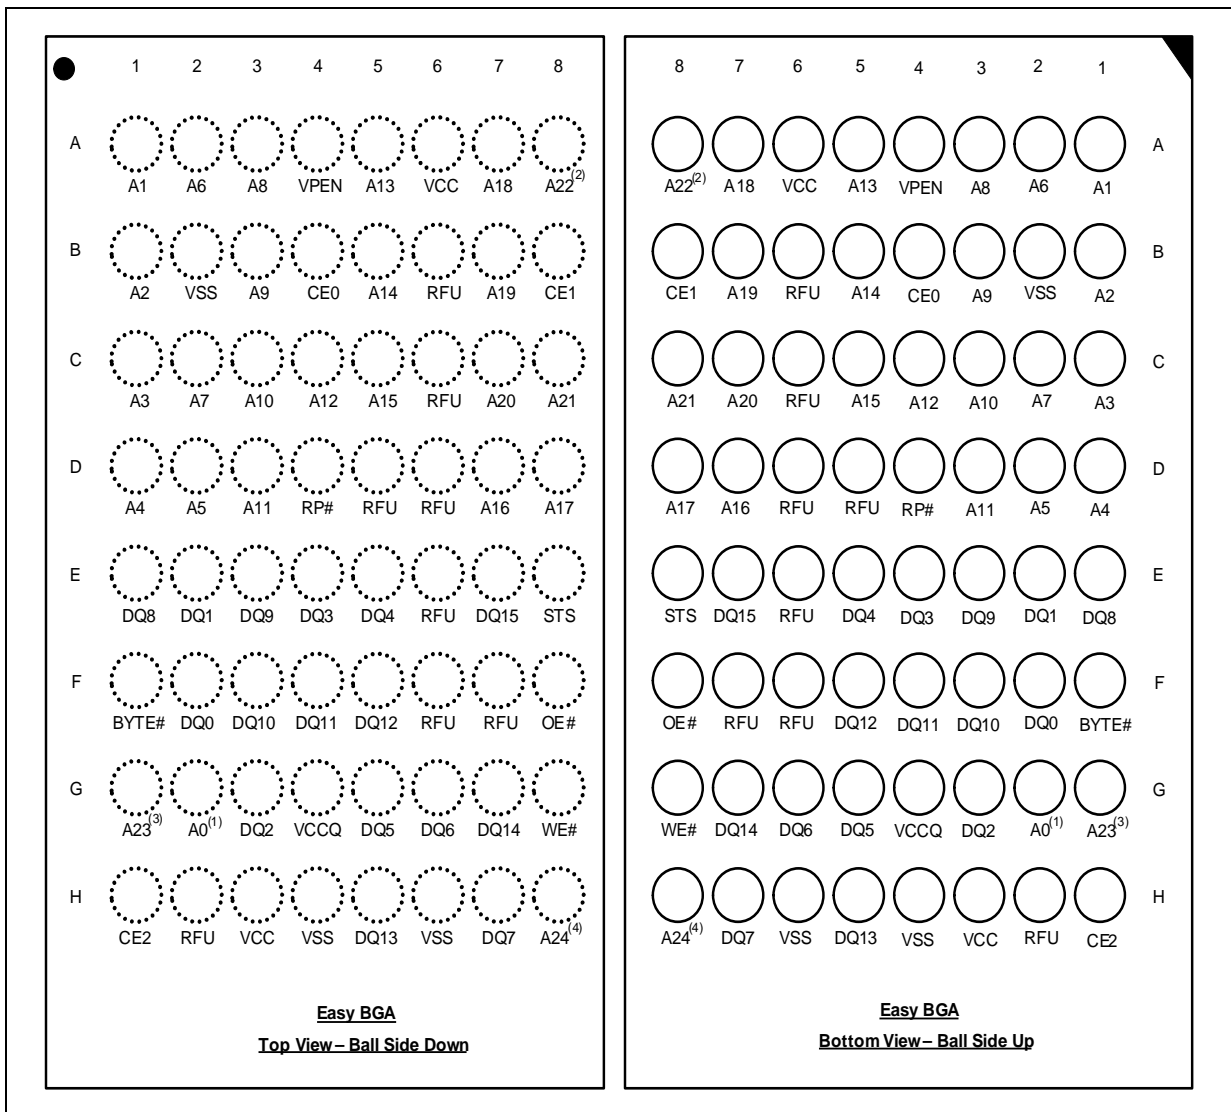 1 2 3 4 5 6 7 8
A
A1 A6 A8 VPEN A13 VCC A18 A22(2)
B
A2 VSS A9 CE0 A14 RFU A19 CE1
C
A3 A7 A10 A12 A15 RFU A20 A21
D
A4 A5 A11 RP# RFU RFU A16 A17
E
DQ8 DQ1 DQ9 DQ3 DQ4 RFU DQ15 STS
F
BYTE# DQ0 DQ10 DQ11 DQ12 RFU RFU OE#
G
A23(3) A0(1) DQ2 VCCQ DQ5 DQ6 DQ14 WE#
H
CE2 RFU VCC VSS DQ13 VSS DQ7 A24(4)
Easy BGA
Top View – Ball Side Down
8 7 6 5 4 3 2 1
A
A22(2) A18 VCC A13 VPEN A8 A6 A1
B
CE1 A19 RFU A14 CE0 A9 VSS A2
C
A21 A20 RFU A15 A12 A10 A7 A3
D
A17 A16 RFU RFU RP# A11 A5 A4
E
STS DQ15 RFU DQ4 DQ3 DQ9 DQ1 DQ8
F
OE# RFU RFU DQ12 DQ11 DQ10 DQ0 BYTE#
G
WE# DQ14 DQ6 DQ5 VCCQ DQ2 A0(1) A23(3)
H
A24(4) DQ7 VSS DQ13 VSS VCC RFU CE2
Easy BGA
Bottom View – Ball Side Up